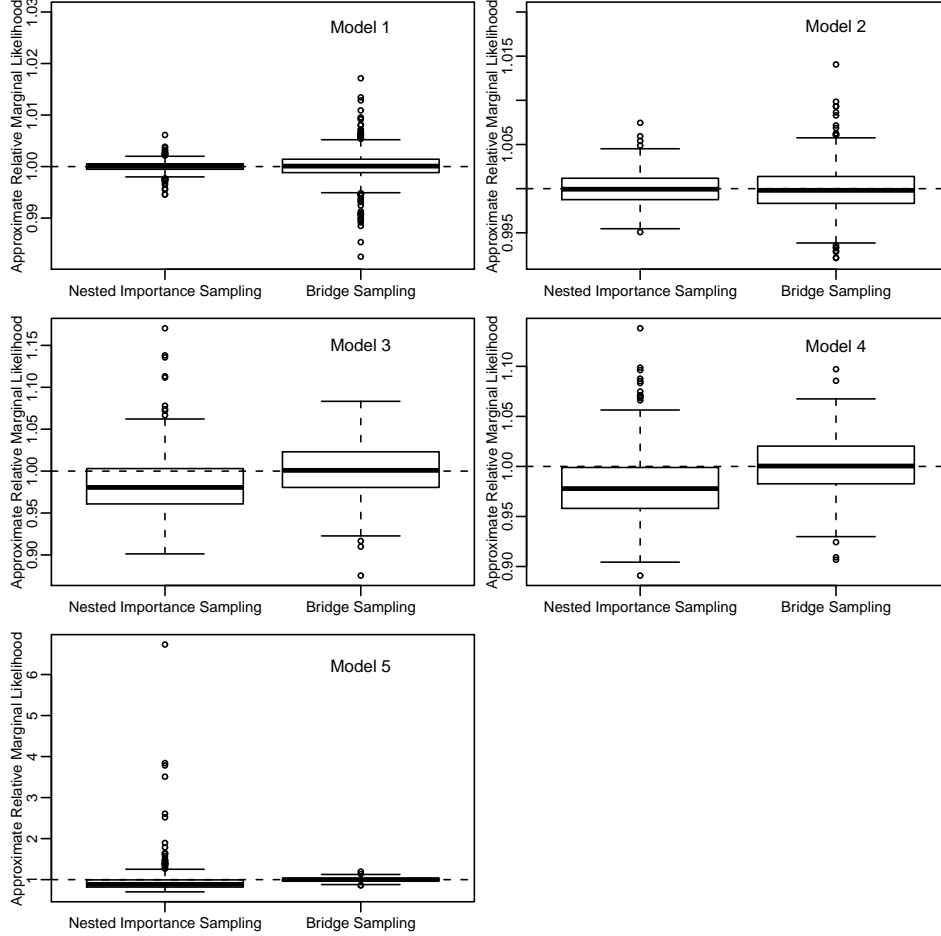 Approximate Relative Marginal Likelihood
1.03
1.02
1.01
1.00
0.99
Model 1
Nested Importance Sampling
Bridge Sampling
Approximate Relative Marginal Likelihood
1.015
1.005
0.995
Model 2
Nested Importance Sampling
Bridge Sampling
Approximate Relative Marginal Likelihood
1.15
1.10
1.05
1.00
0.95
0.90
Model 3
Nested Importance Sampling
Bridge Sampling
Approximate Relative Marginal Likelihood
1.10
1.05
1.00
0.95
0.90
Model 4
Nested Importance Sampling
Bridge Sampling
Approximate Relative Marginal Likelihood
6
5
4
3
2
1
Model 5
Nested Importance Sampling
Bridge Sampling